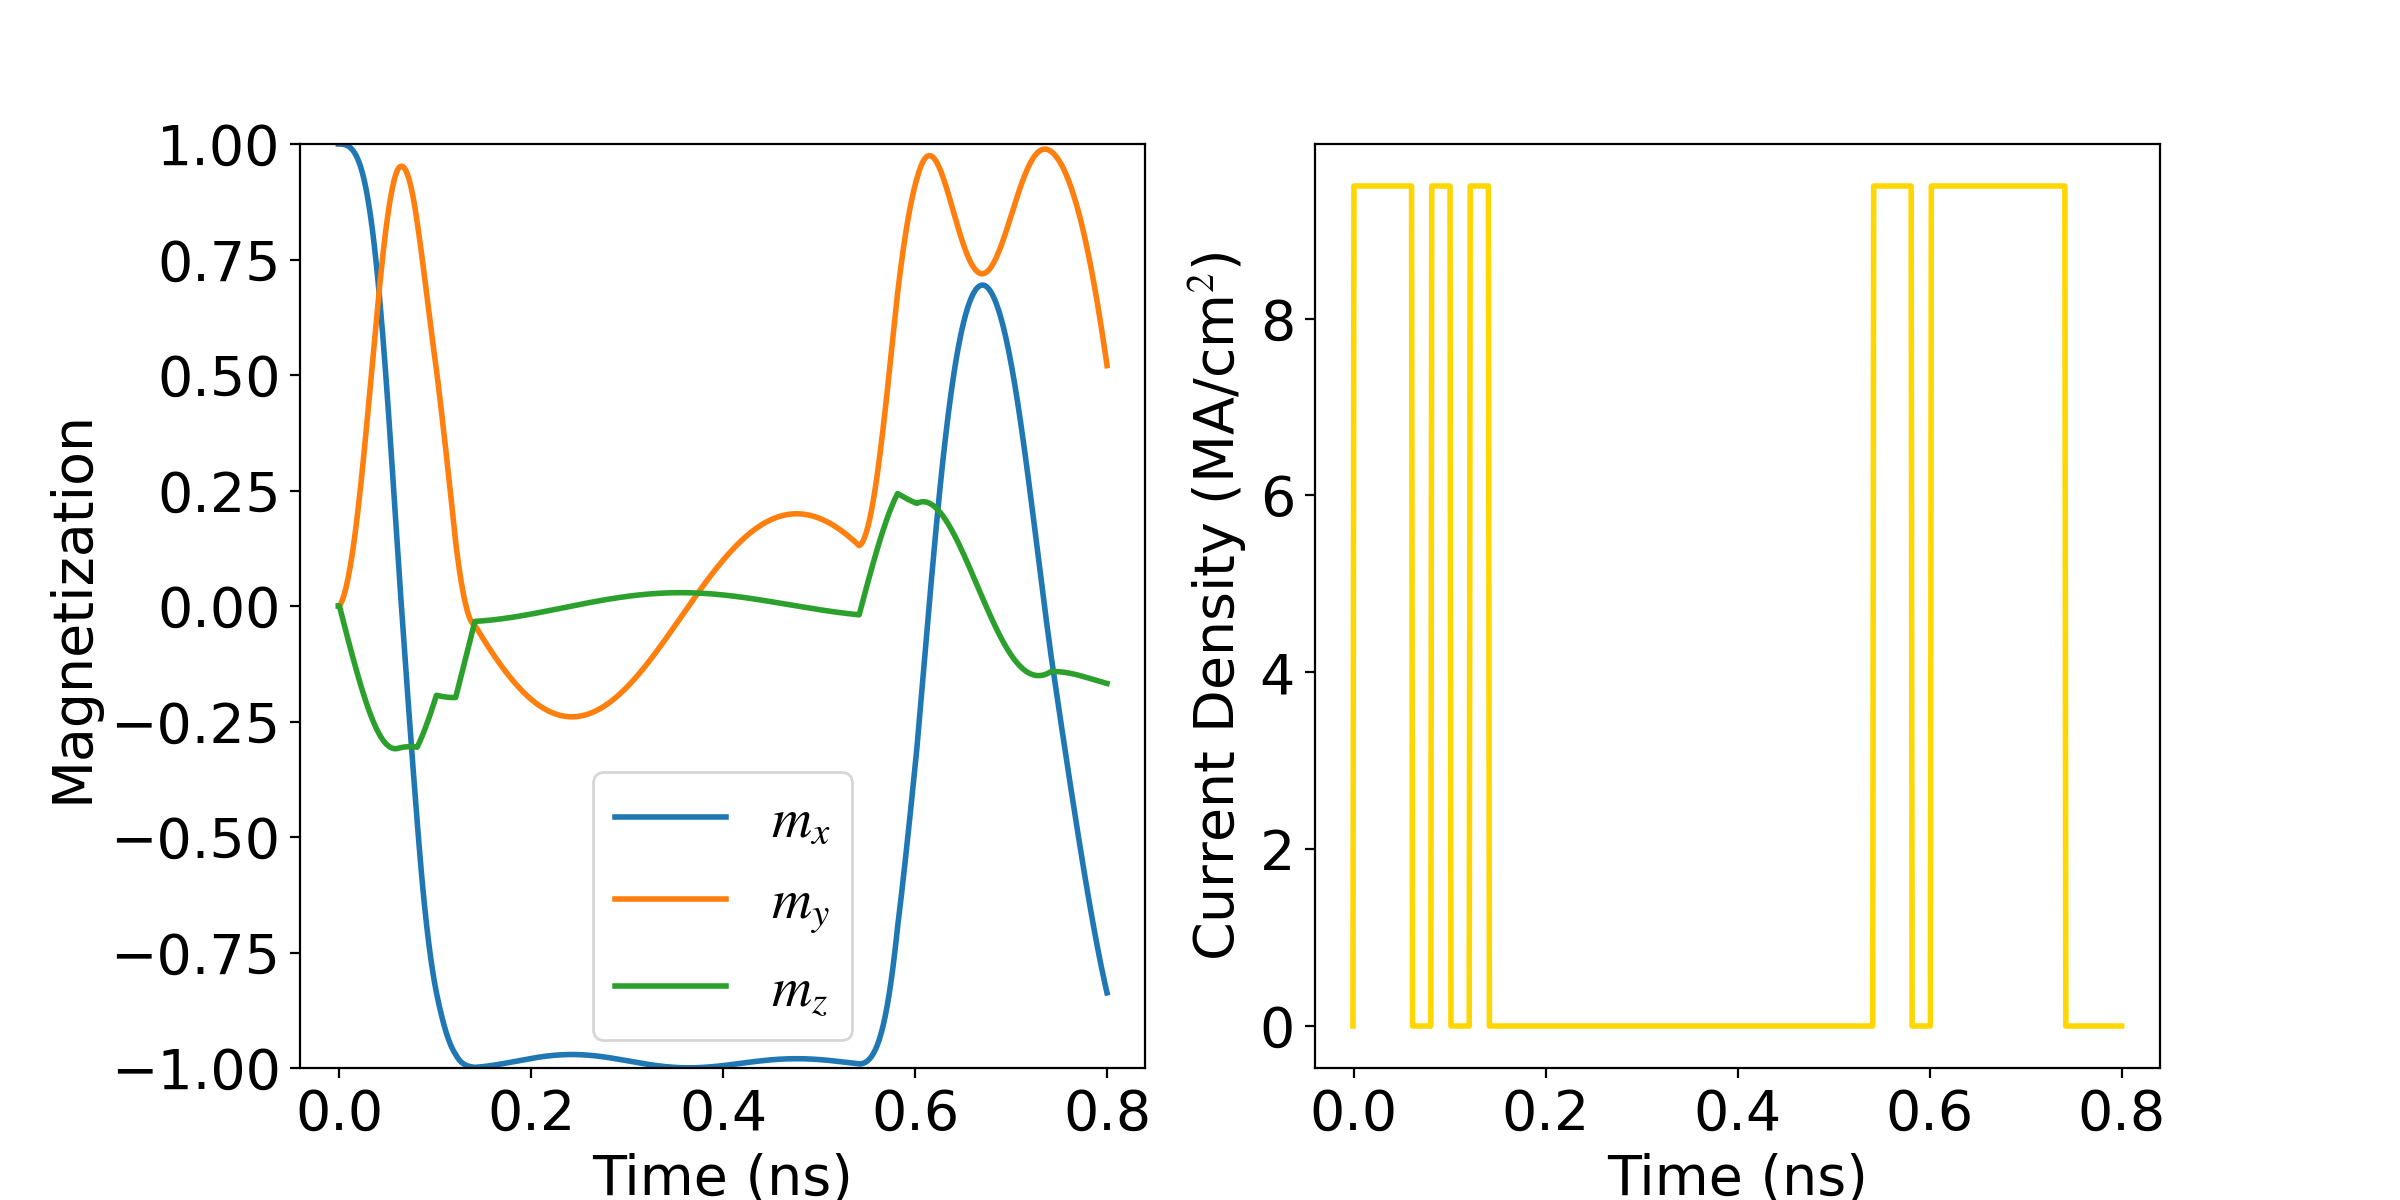 Magnetization
1.00
0.75
0.50
0.25
0.00
−0.25
−0.50
−0.75
−1.00
0.0 0.2 0.4 0.6 0.8
Time (ns)
m_x
m_y
m_z
Current Density (MA/cm²)
8
6
4
2
0
0.0 0.2 0.4 0.6 0.8
Time (ns)